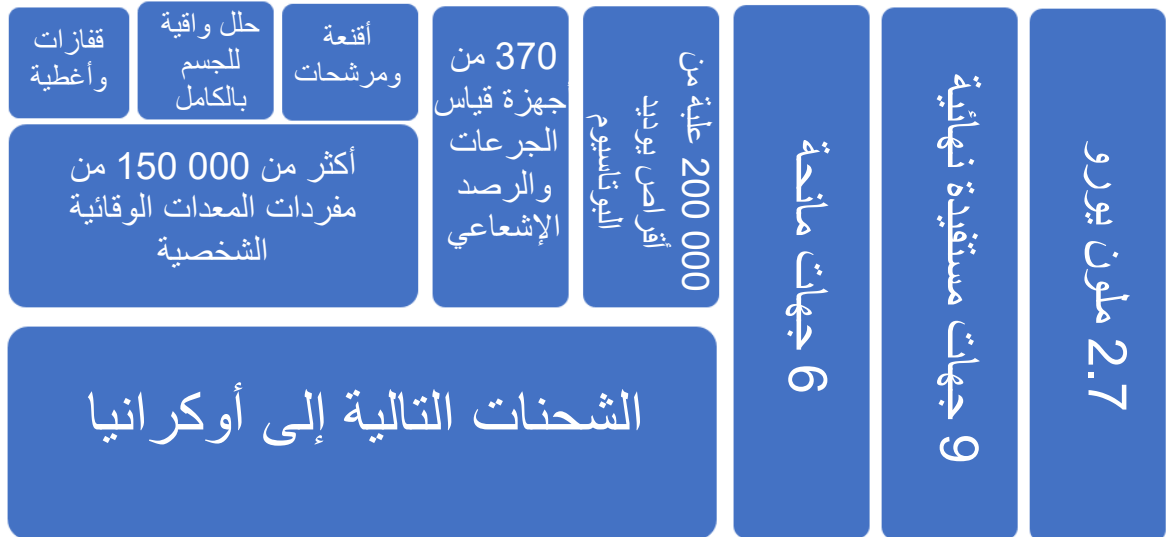 2.7 ملون يورو
9 جهات مستفيدة نهائية
6 جهات مانحة
الشحنات التالية إلى أوكرانيا
200 000 علبة من
أقراص يوديد
البوتاسيوم
370 من
جهزة قياس
الجرعات
والرصد
الإشعاعي
أكثر من 000 150 من
مفردات المعدات الوقائية
الشخصية
أقنعة
ومرشحات
حلل واقية
للجسم
بالكامل
قفازات
وأغطية